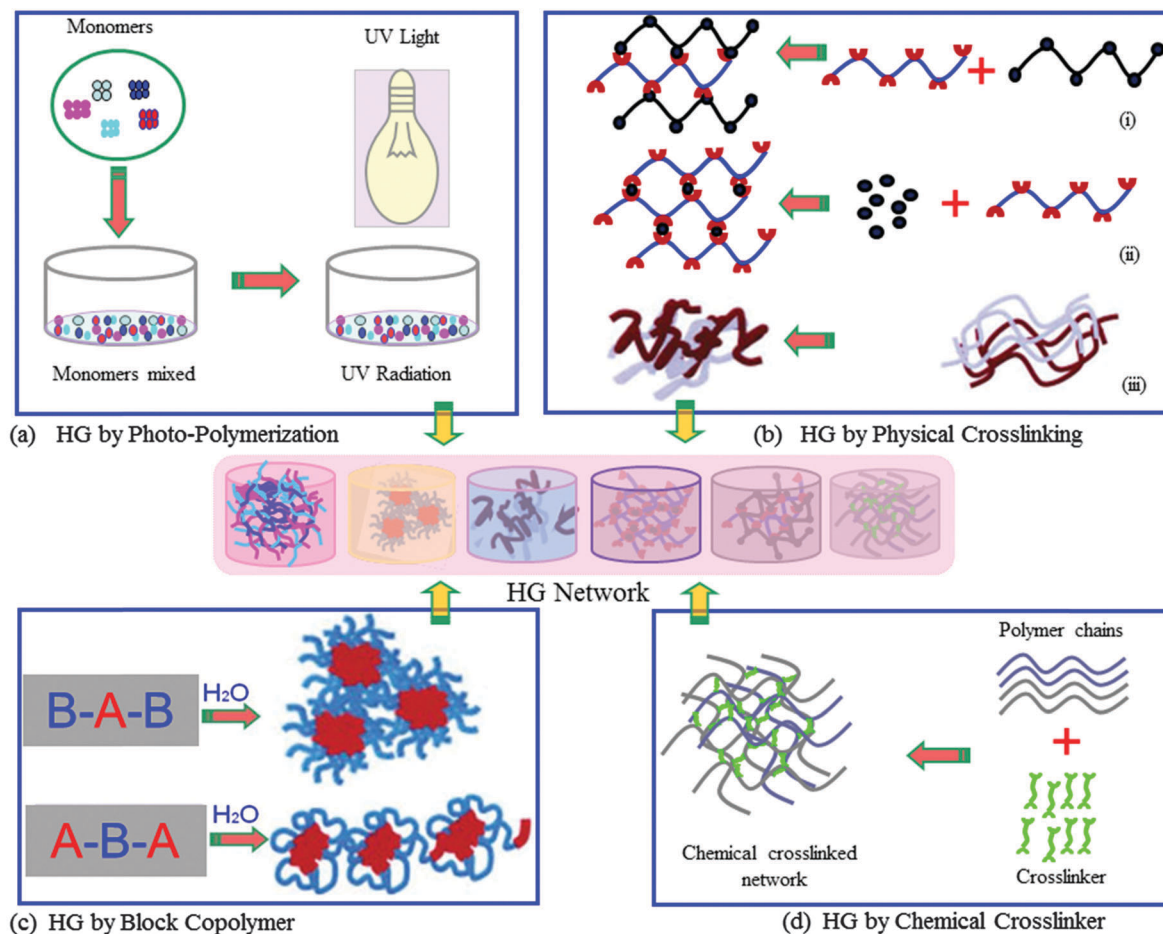 Monomers
UV Light
Monomers mixed
UV Radiation
(a) HG by Photo-Polymerization
(i)
(ii)
(iii)
(b) HG by Physical Crosslinking
HG Network
B-A-B
H₂O
A-B-A
H₂O
(c) HG by Block Copolymer
Polymer chains
Chemical crosslinked
network
Crosslinker
(d) HG by Chemical Crosslinker